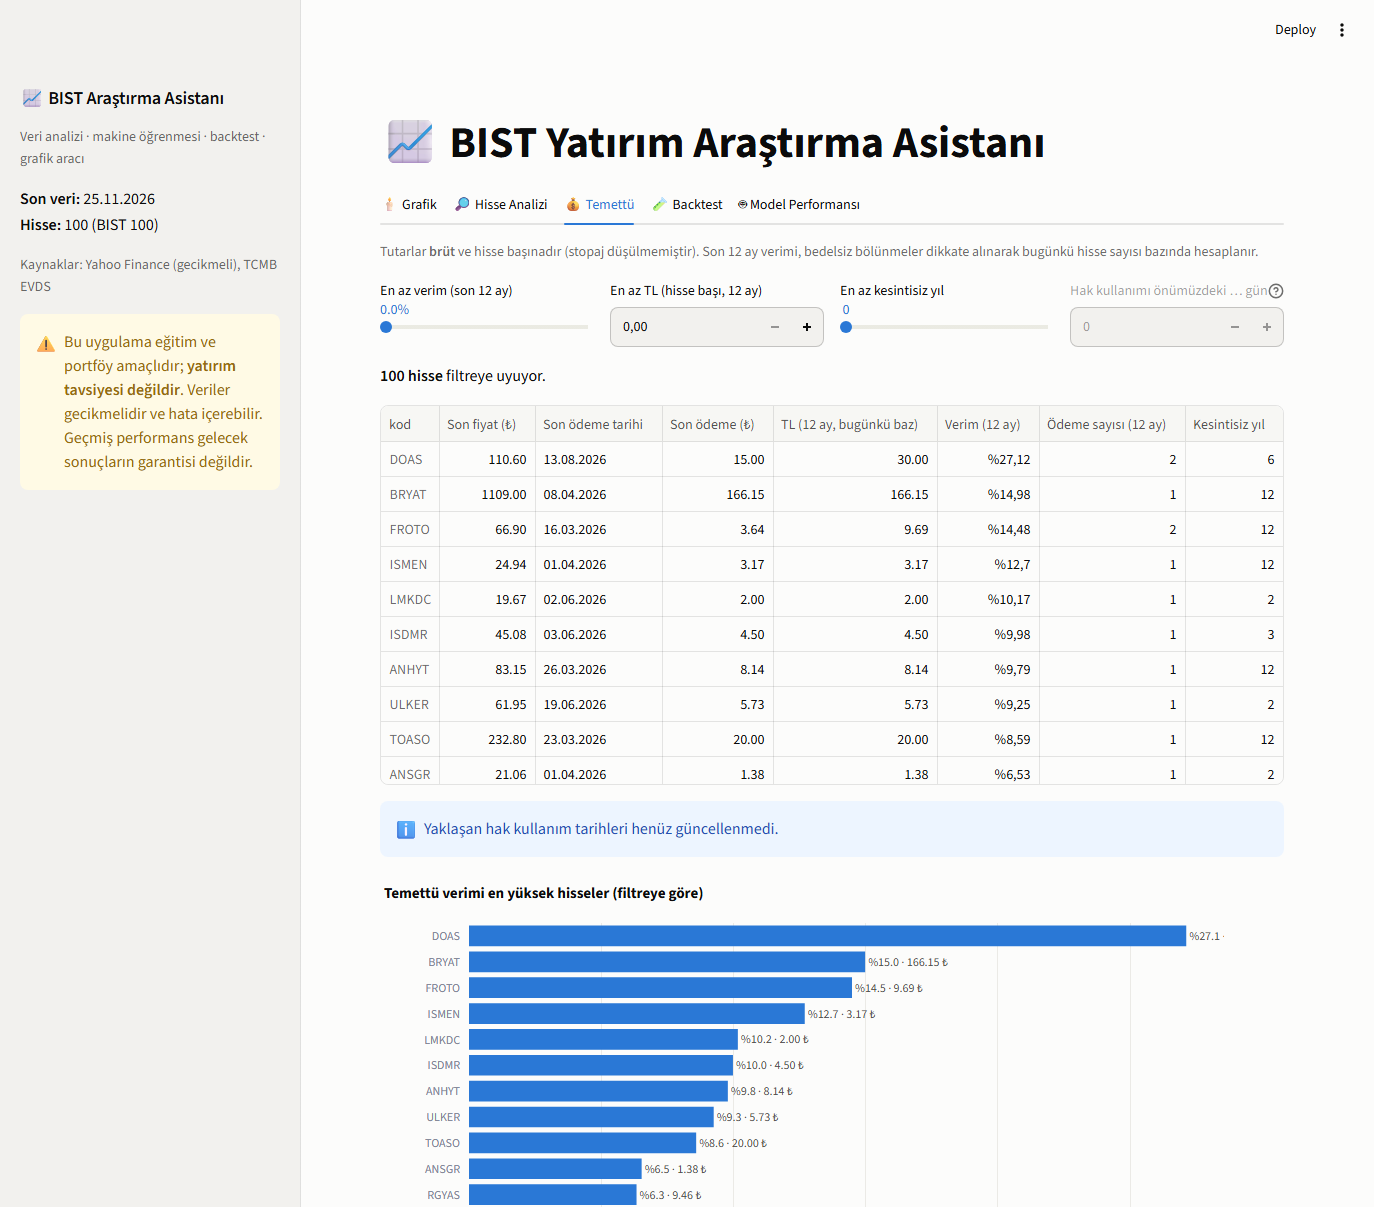 Deploy
BIST Araştırma Asistanı
Veri analizi · makine öğrenmesi · backtest ·
grafik aracı
Son veri: 25.11.2026
Hisse: 100 (BIST 100)
Kaynaklar: Yahoo Finance (gecikmeli), TCMB
EVDS
Bu uygulama eğitim ve
portföy amaçlıdır; yatırım
tavsiyesi değildir. Veriler
gecikmelidir ve hata içerebilir.
Geçmiş performans gelecek
sonuçların garantisi değildir.
BIST Yatırım Araştırma Asistanı
Grafik Hisse Analizi Temettü Backtest Model Performansı
Tutarlar brüt ve hisse başınadır (stopaj düşülmemiştir). Son 12 ay verimi, bedelsiz bölünmeler dikkate alınarak bugünkü hisse sayısı bazında hesaplanır.
En az verim (son 12 ay) En az TL (hisse başı, 12 ay) En az kesintisiz yıl Hak kullanımı önümüzdeki … gün
0.0% 0,00 0 0
100 hisse filtreye uyuyor.
kod Son fiyat (₺) Son ödeme tarihi Son ödeme (₺) TL (12 ay, bugünkü baz) Verim (12 ay) Ödeme sayısı (12 ay) Kesintisiz yıl
DOAS 110.60 13.08.2026 15.00 30.00 %27,12 2 6
BRYAT 1109.00 08.04.2026 166.15 166.15 %14,98 1 12
FROTO 66.90 16.03.2026 3.64 9.69 %14,48 2 12
ISMEN 24.94 01.04.2026 3.17 3.17 %12,7 1 12
LMKDC 19.67 02.06.2026 2.00 2.00 %10,17 1 2
ISDMR 45.08 03.06.2026 4.50 4.50 %9,98 1 3
ANHYT 83.15 26.03.2026 8.14 8.14 %9,79 1 12
ULKER 61.95 19.06.2026 5.73 5.73 %9,25 1 2
TOASO 232.80 23.03.2026 20.00 20.00 %8,59 1 12
ANSGR 21.06 01.04.2026 1.38 1.38 %6,53 1 2
Yaklaşan hak kullanım tarihleri henüz güncellenmedi.
Temettü verimi en yüksek hisseler (filtreye göre)
DOAS %27.1 ·
BRYAT %15.0 · 166.15 ₺
FROTO %14.5 · 9.69 ₺
ISMEN %12.7 · 3.17 ₺
LMKDC %10.2 · 2.00 ₺
ISDMR %10.0 · 4.50 ₺
ANHYT %9.8 · 8.14 ₺
ULKER %9.3 · 5.73 ₺
TOASO %8.6 · 20.00 ₺
ANSGR %6.5 · 1.38 ₺
RGYAS %6.3 · 9.46 ₺